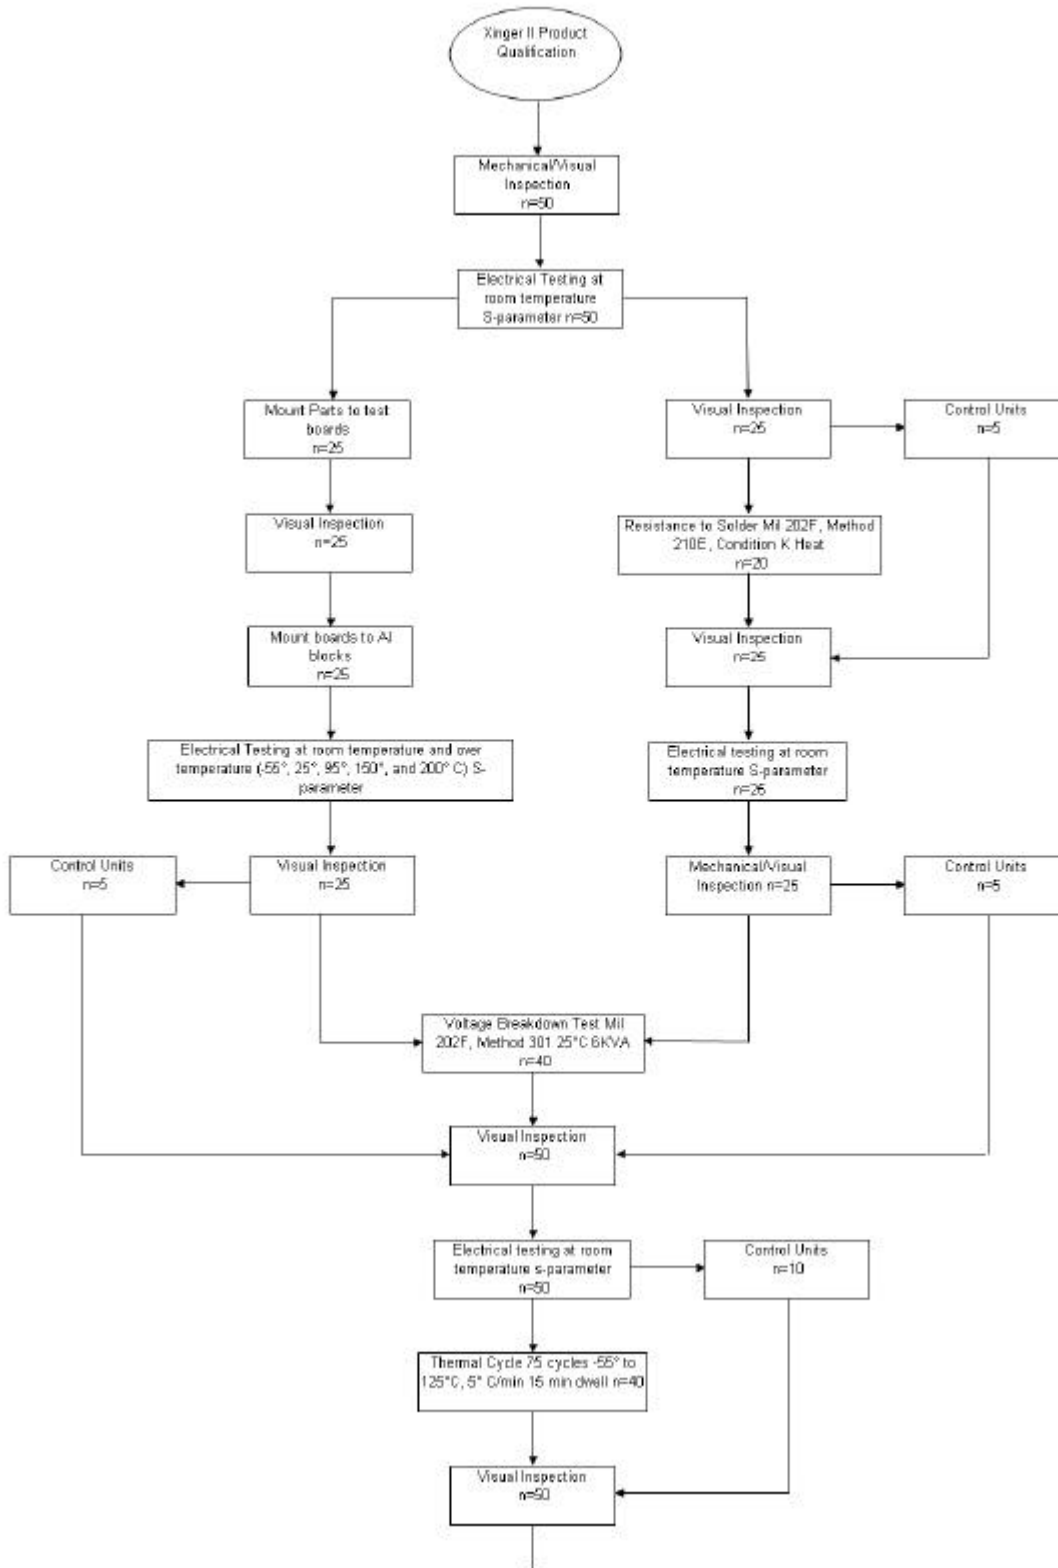 Xinger II Product
Qualification
Mechanical/Visual
Inspection
n=50
Electrical Testing at
room temperature
S-parameter n=50
Mount Parts to test
boards
n=25
Visual Inspection
n=25
Control Units
n=5
Visual Inspection
n=25
Resistance to Solder Mil 202F, Method
210E, Condition K Heat
n=20
Mount boards to Al
blocks
n=25
Visual Inspection
n=25
Electrical Testing at room temperature and over
temperature (-55°, 25°, 95°, 150°, and 200° C) S-
parameter
Electrical testing at room
temperature S-parameter
n=25
Control Units
n=5
Visual Inspection
n=25
Mechanical/Visual
Inspection n=25
Control Units
n=5
Voltage Breakdown Test Mil
202F, Method 301 25°C 6KVA
n=40
Visual Inspection
n=50
Electrical testing at room
temperature s-parameter
n=50
Control Units
n=10
Thermal Cycle 75 cycles -55° to
125°C, 5° C/min 15 min dwell n=40
Visual Inspection
n=50